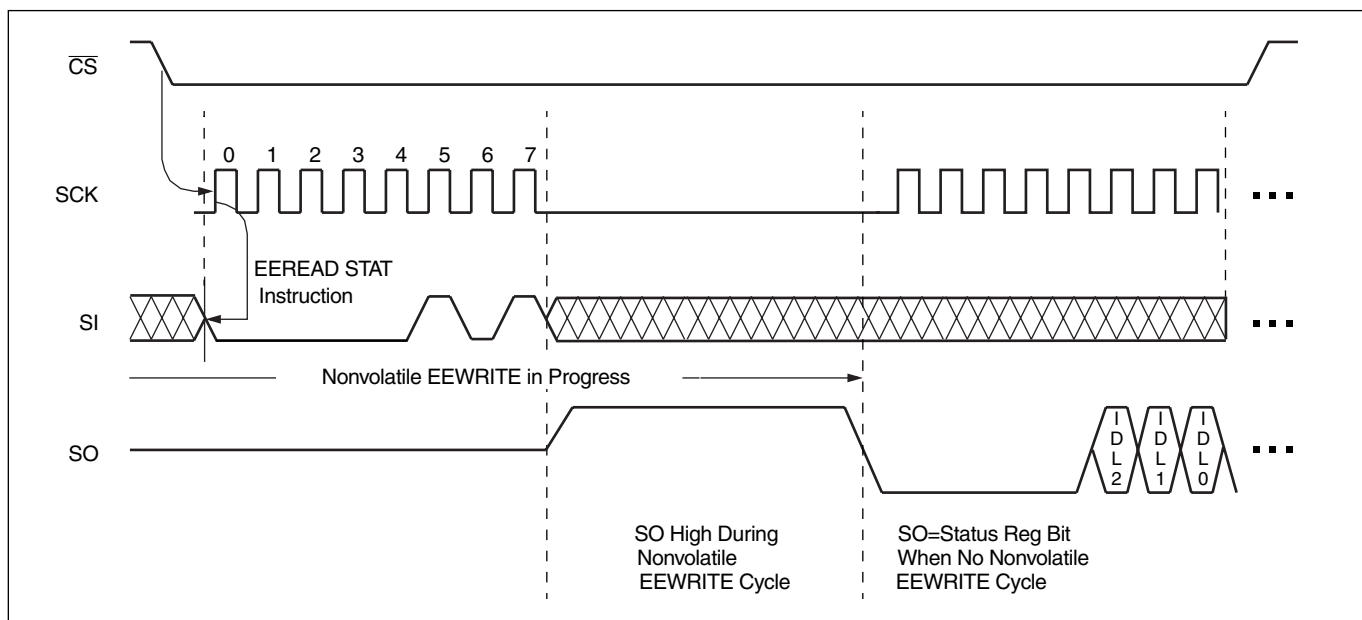 CS
0 1 2 3 4 5 6 7
SCK
EEREAD STAT
Instruction
SI
Nonvolatile EEWRITE in Progress
SO
IDL2
IDL1
IDL0
SO High During
Nonvolatile
EEWRITE Cycle
SO=Status Reg Bit
When No Nonvolatile
EEWRITE Cycle